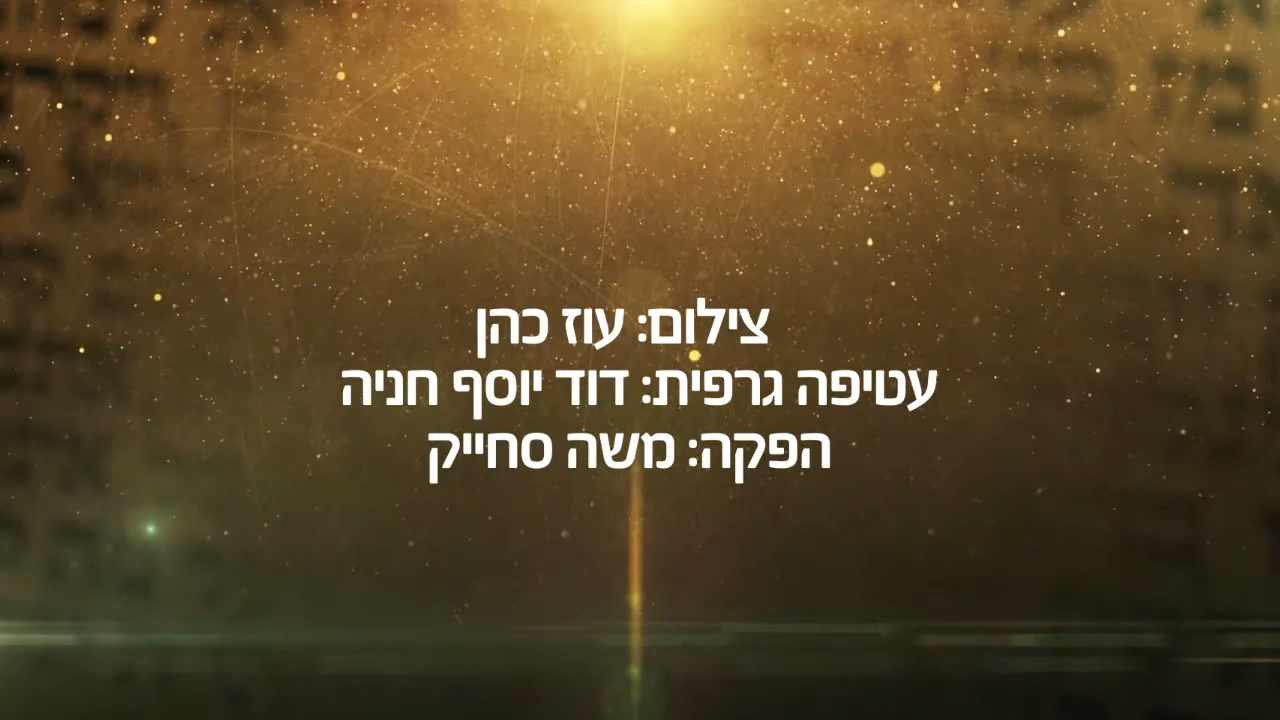 צילום: עוז כהן
עטיפה גרפית: דוד יוסף חניה
הפקה: משה סחייק